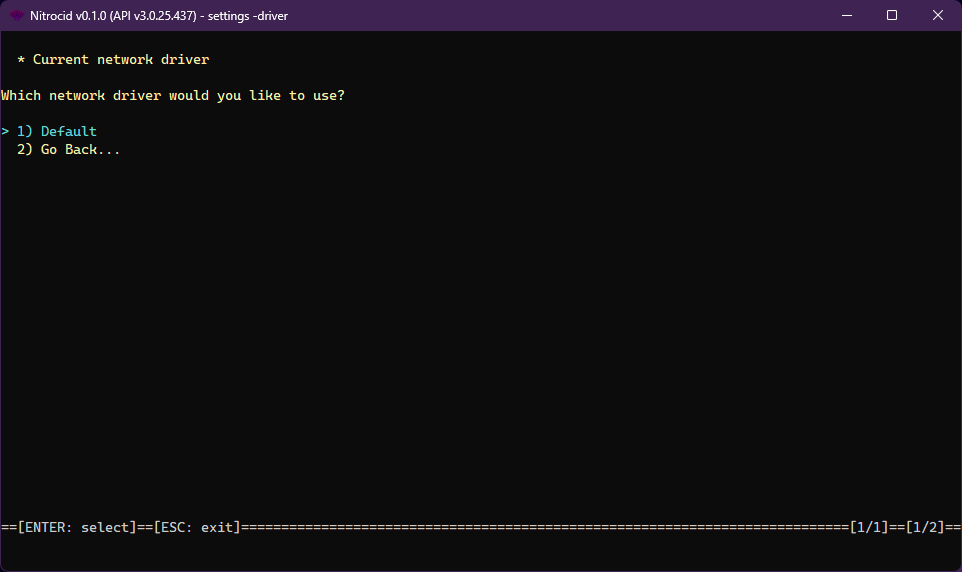 Nitrocid v0.1.0 (API v3.0.25.437) - settings -driver
* Current network driver
Which network driver would you like to use?
> 1) Default
2) Go Back...
==[ENTER: select]==[ESC: exit]============================================================================[1/1]==[1/2]==